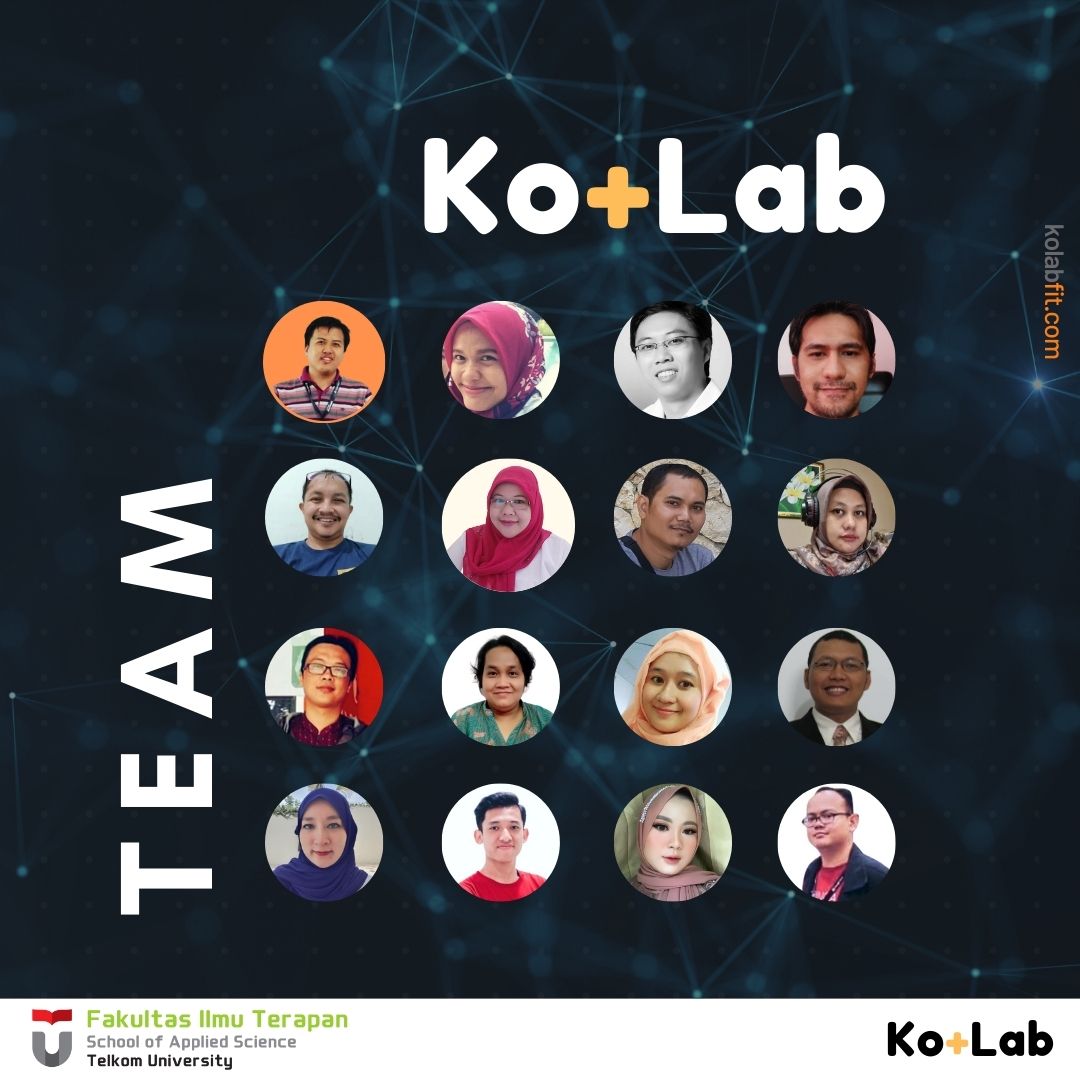 Ko+Lab
kolabfit.com
TEAM
Fakultas Ilmu Terapan
School of Applied Science
Telkom University
Ko+Lab